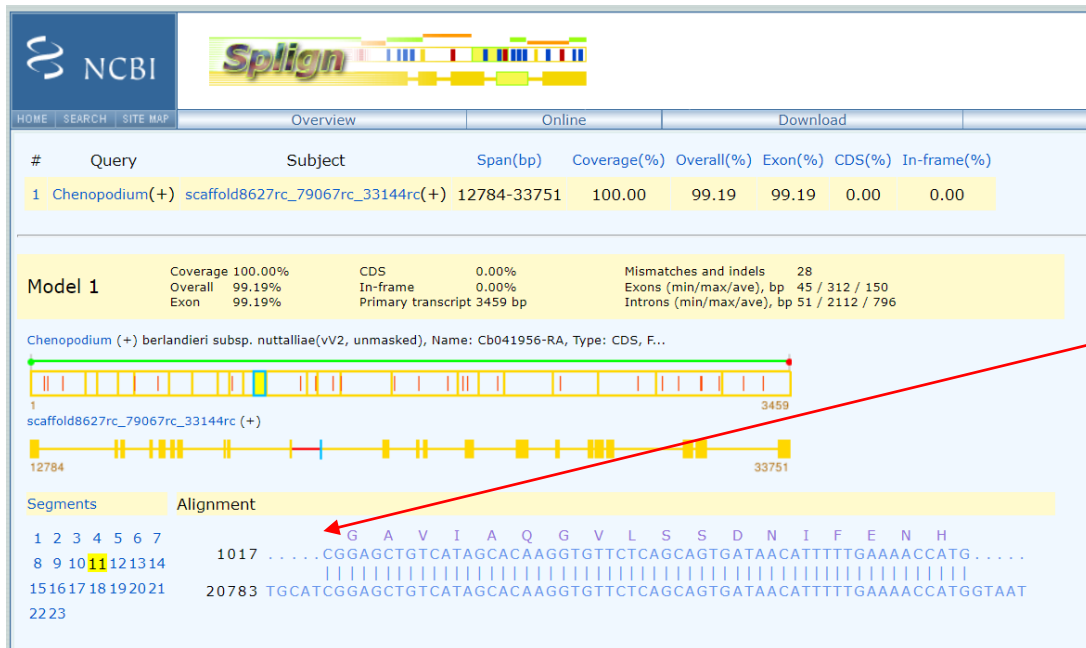 NCBI
Splign
HOME SEARCH SITE MAP Overview Online Download
# Query Subject Span(bp) Coverage(%) Overall(%) Exon(%) CDS(%) In-frame(%)
1 Chenopodium(+) scaffold8627rc_79067rc_33144rc(+) 12784-33751 100.00 99.19 99.19 0.00 0.00
Model 1
Coverage 100.00% CDS 0.00% Mismatches and indels 28
Overall 99.19% In-frame 0.00% Exons (min/max/ave), bp 45 / 312 / 150
Exon 99.19% Primary transcript 3459 bp Introns (min/max/ave), bp 51 / 2112 / 796
Chenopodium (+) berlandieri subsp. nuttalliae(vV2, unmasked), Name: Cb041956-RA, Type: CDS, F...
1 3459
scaffold8627rc_79067rc_33144rc (+)
12784 33751
Segments Alignment
1 2 3 4 5 6 7
8 9 10 11 12 13 14
15 16 17 18 19 20 21
22 23
G A V I A Q G V L S S D N I F E N H
1017 .....CGGAGCTGTCATAGCACAAGGTGTTCTCAGCAGTGATAACATTTTTGAAAACCATG.....
20783 TGCATCGGAGCTGTCATAGCACAAGGTGTTCTCAGCAGTGATAACATTTTTGAAAACCATGGTAAT